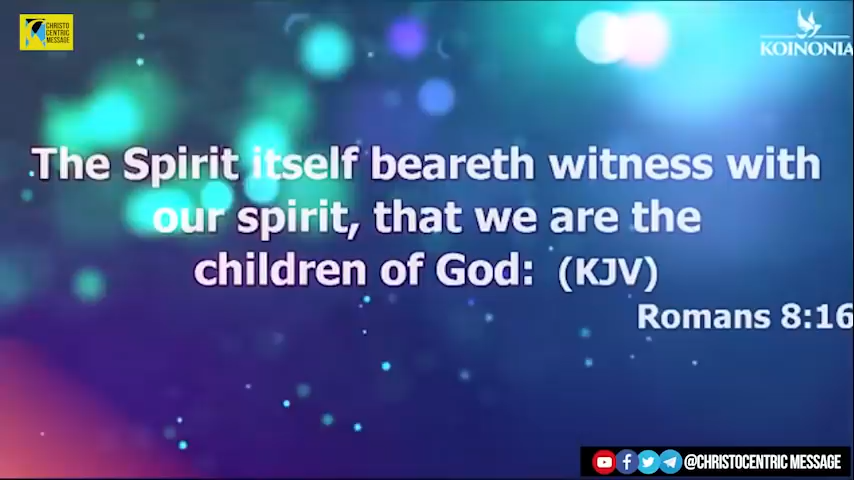 CHRISTO
CENTRIC
MESSAGE
KOINONIA
The Spirit itself beareth witness with
our spirit, that we are the
children of God: (KJV)
Romans 8:16
@CHRISTOCENTRIC MESSAGE